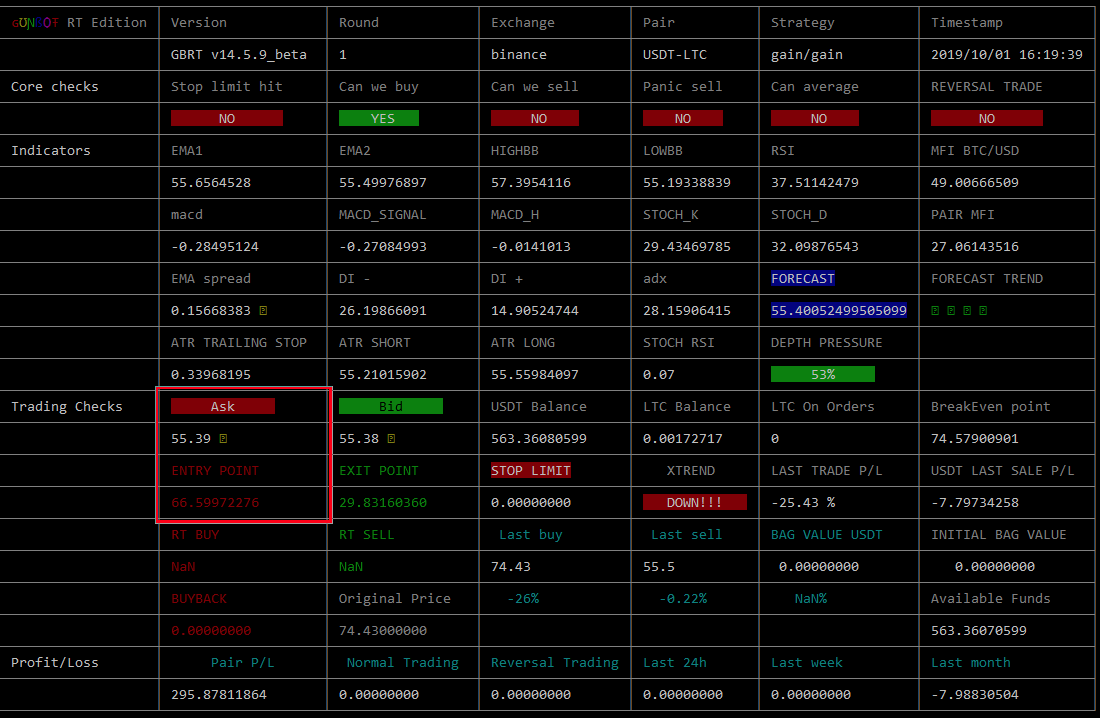 GUNBOT RT Edition Version Round Exchange Pair Strategy Timestamp
GBRT v14.5.9_beta 1 binance USDT-LTC gain/gain 2019/10/01 16:19:39
Core checks Stop limit hit Can we buy Can we sell Panic sell Can average REVERSAL TRADE
NO YES NO NO NO NO
Indicators EMA1 EMA2 HIGHBB LOWBB RSI MFI BTC/USD
55.6564528 55.49976897 57.3954116 55.19338839 37.51142479 49.00666509
macd MACD_SIGNAL MACD_H STOCH_K STOCH_D PAIR MFI
-0.28495124 -0.27084993 -0.0141013 29.43469785 32.09876543 27.06143516
EMA spread DI - DI + adx FORECAST FORECAST TREND
0.15668383 26.19866091 14.90524744 28.15906415 55.40052499505099
ATR TRAILING STOP ATR SHORT ATR LONG STOCH RSI DEPTH PRESSURE
0.33968195 55.21015902 55.55984097 0.07 53%
Trading Checks Ask Bid USDT Balance LTC Balance LTC On Orders BreakEven point
55.39 55.38 563.36080599 0.00172717 0 74.57900901
ENTRY POINT EXIT POINT STOP LIMIT XTREND LAST TRADE P/L USDT LAST SALE P/L
66.59972276 29.83160360 0.00000000 DOWN!!! -25.43 % -7.79734258
RT BUY RT SELL Last buy Last sell BAG VALUE USDT INITIAL BAG VALUE
NaN NaN 74.43 55.5 0.00000000 0.00000000
BUYBACK Original Price -26% -0.22% NaN% Available Funds
0.00000000 74.43000000 563.36070599
Profit/Loss Pair P/L Normal Trading Reversal Trading Last 24h Last week Last month
295.87811864 0.00000000 0.00000000 0.00000000 0.00000000 -7.98830504